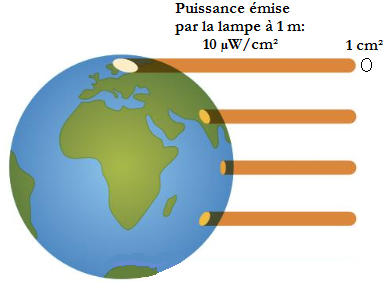 Puissance émise
par la lampe à 1 m:
10 µW/cm²
1 cm²